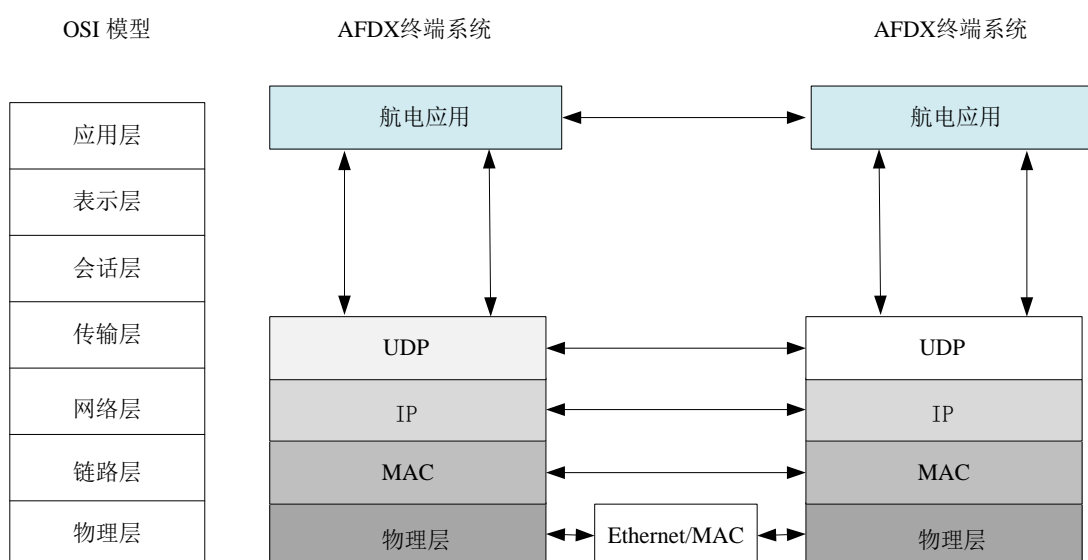 OSI 模型
AFDX终端系统
AFDX终端系统
应用层
表示层
会话层
传输层
网络层
链路层
物理层
航电应用
航电应用
UDP
UDP
IP
IP
MAC
MAC
物理层
Ethernet/MAC
物理层